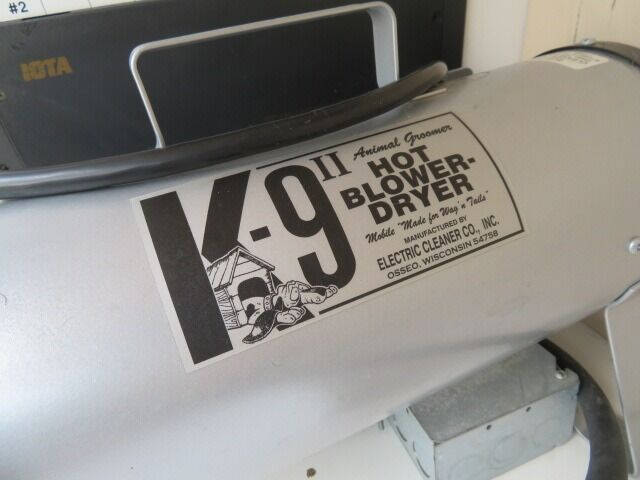 #2
IOTA
K-9 II
Animal Groomer
HOT
BLOWER-
DRYER
Mobile "Made for Wag'n Tails"
MANUFACTURED BY
ELECTRIC CLEANER CO., INC.
OSSEO, WISCONSIN 54758